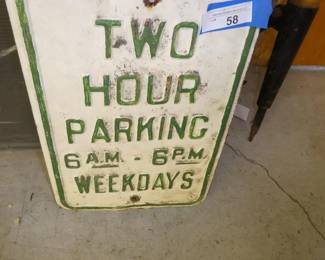 58
TWO
HOUR
PARKING
6 A.M. - 6 P.M.
WEEKDAYS